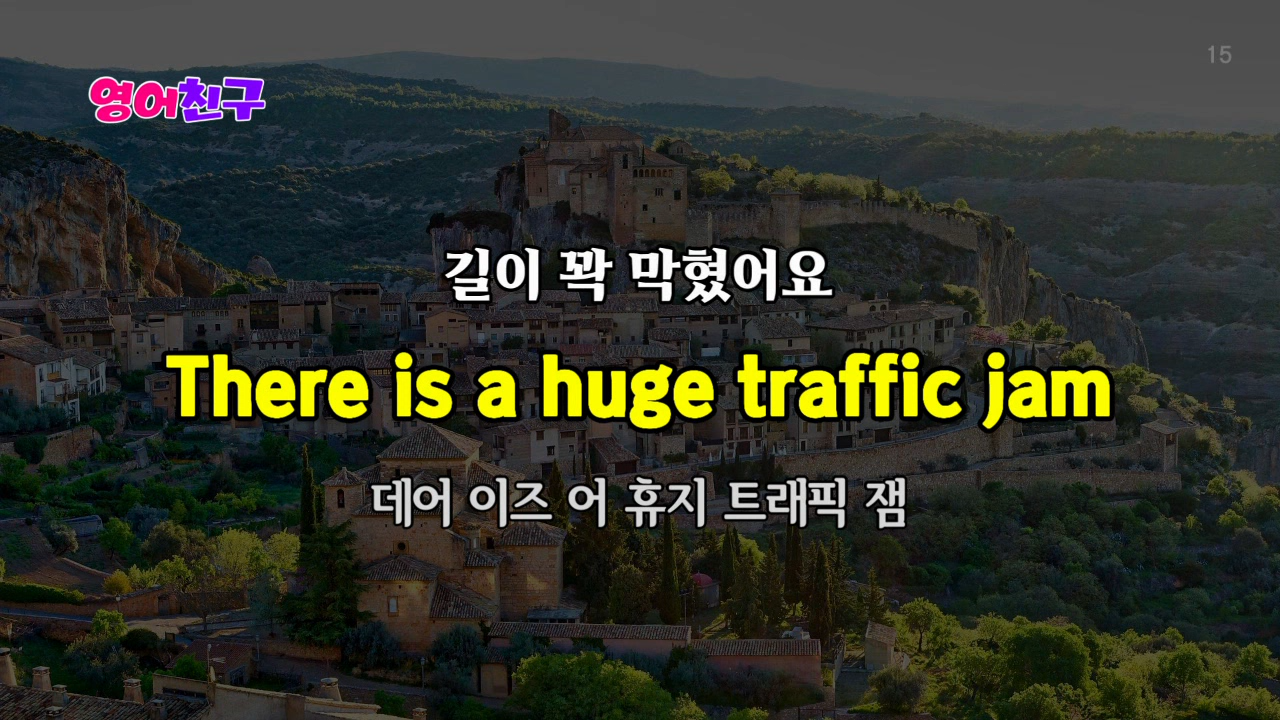 15
영어친구
길이 꽉 막혔어요
There is a huge traffic jam
데어 이즈 어 휴지 트래픽 잼